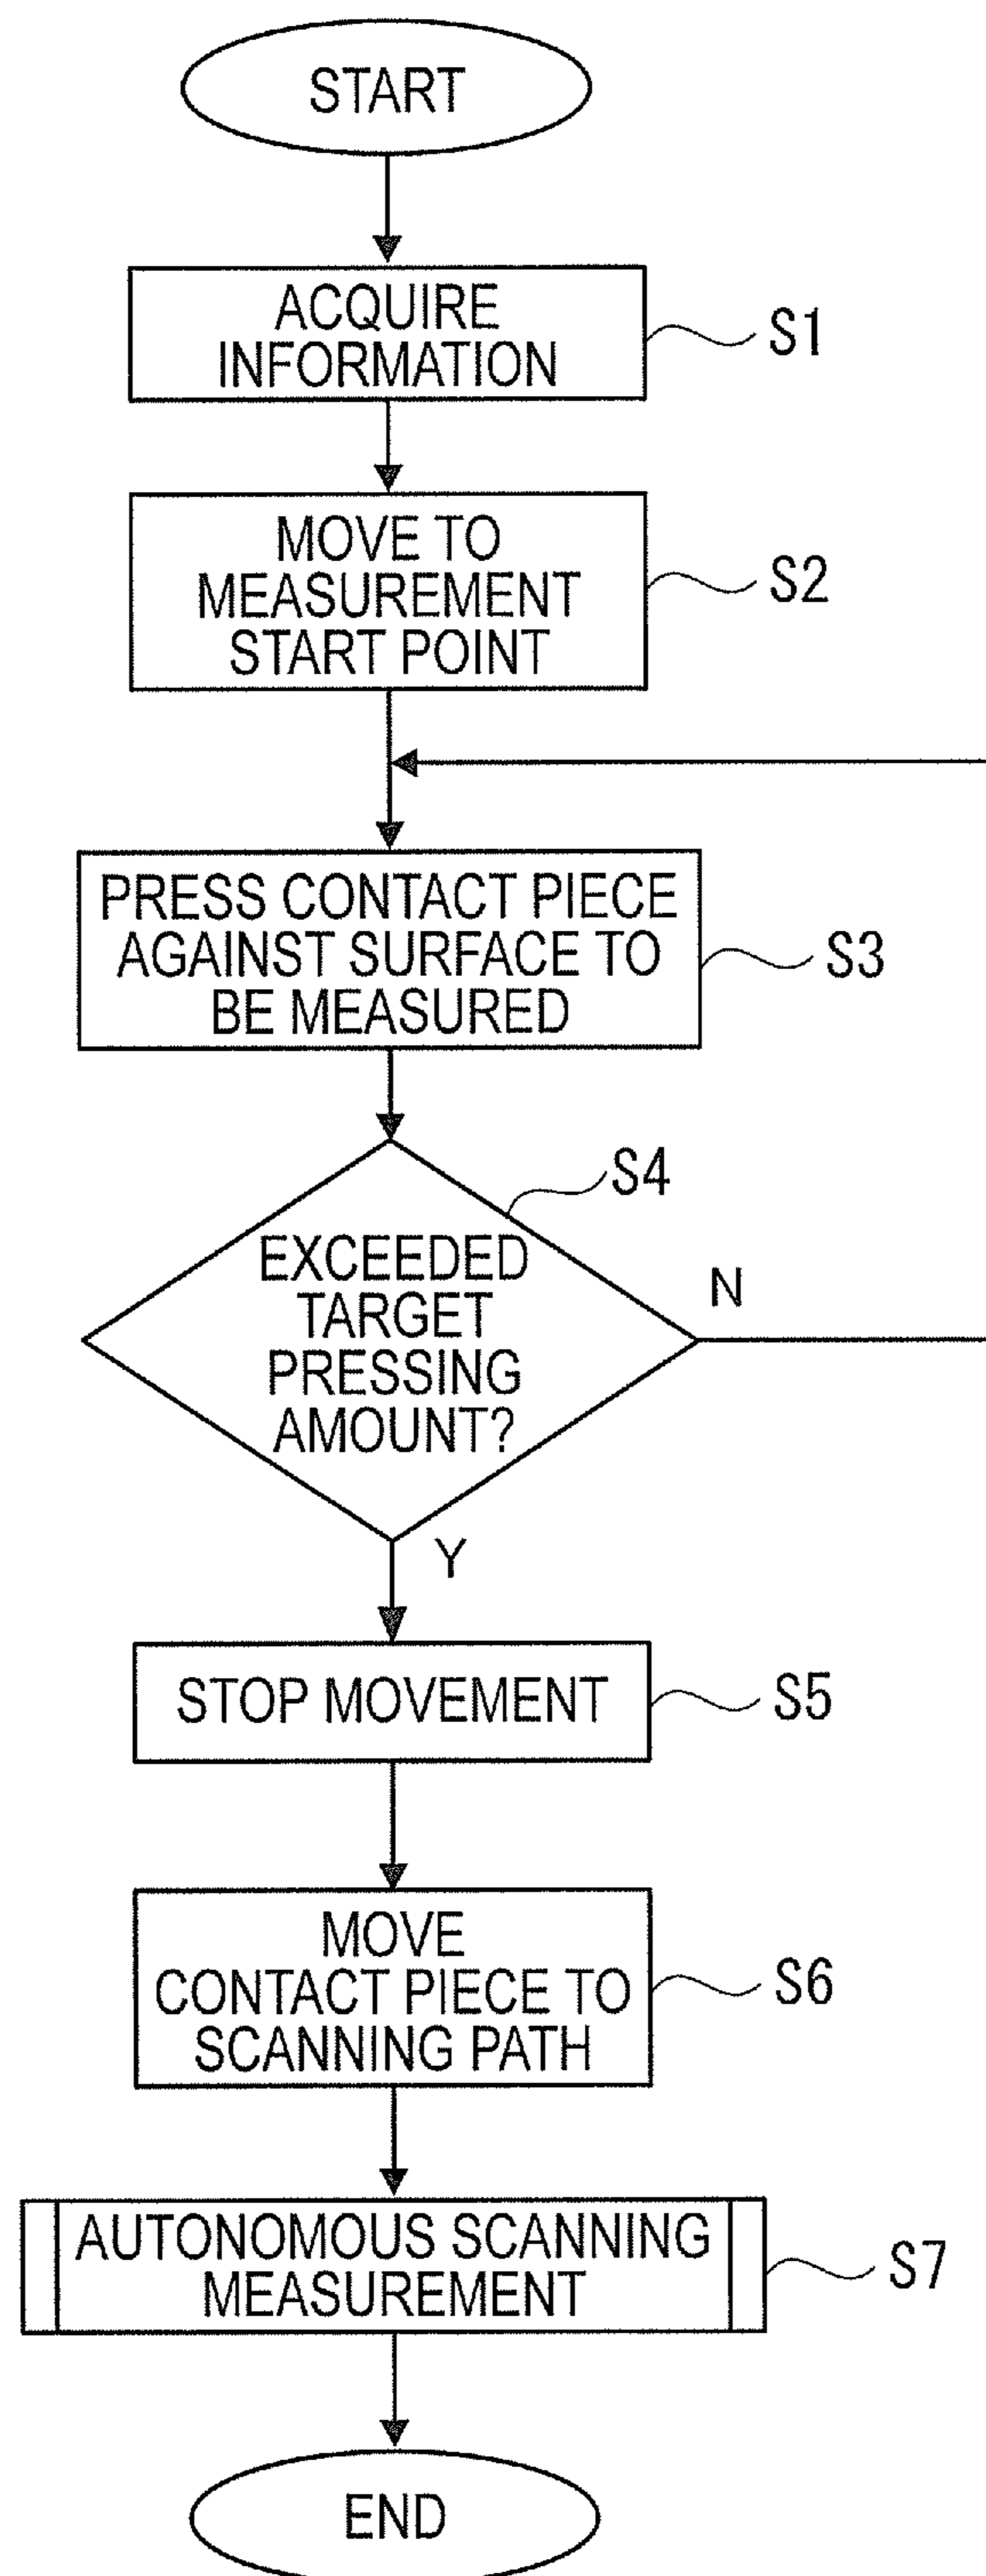 START
ACQUIRE
INFORMATION
S1
MOVE TO
MEASUREMENT
START POINT
S2
PRESS CONTACT PIECE
AGAINST SURFACE TO
BE MEASURED
S3
S4
EXCEEDED
TARGET
PRESSING
AMOUNT?
N
Y
STOP MOVEMENT
S5
MOVE
CONTACT PIECE TO
SCANNING PATH
S6
AUTONOMOUS SCANNING
MEASUREMENT
S7
END